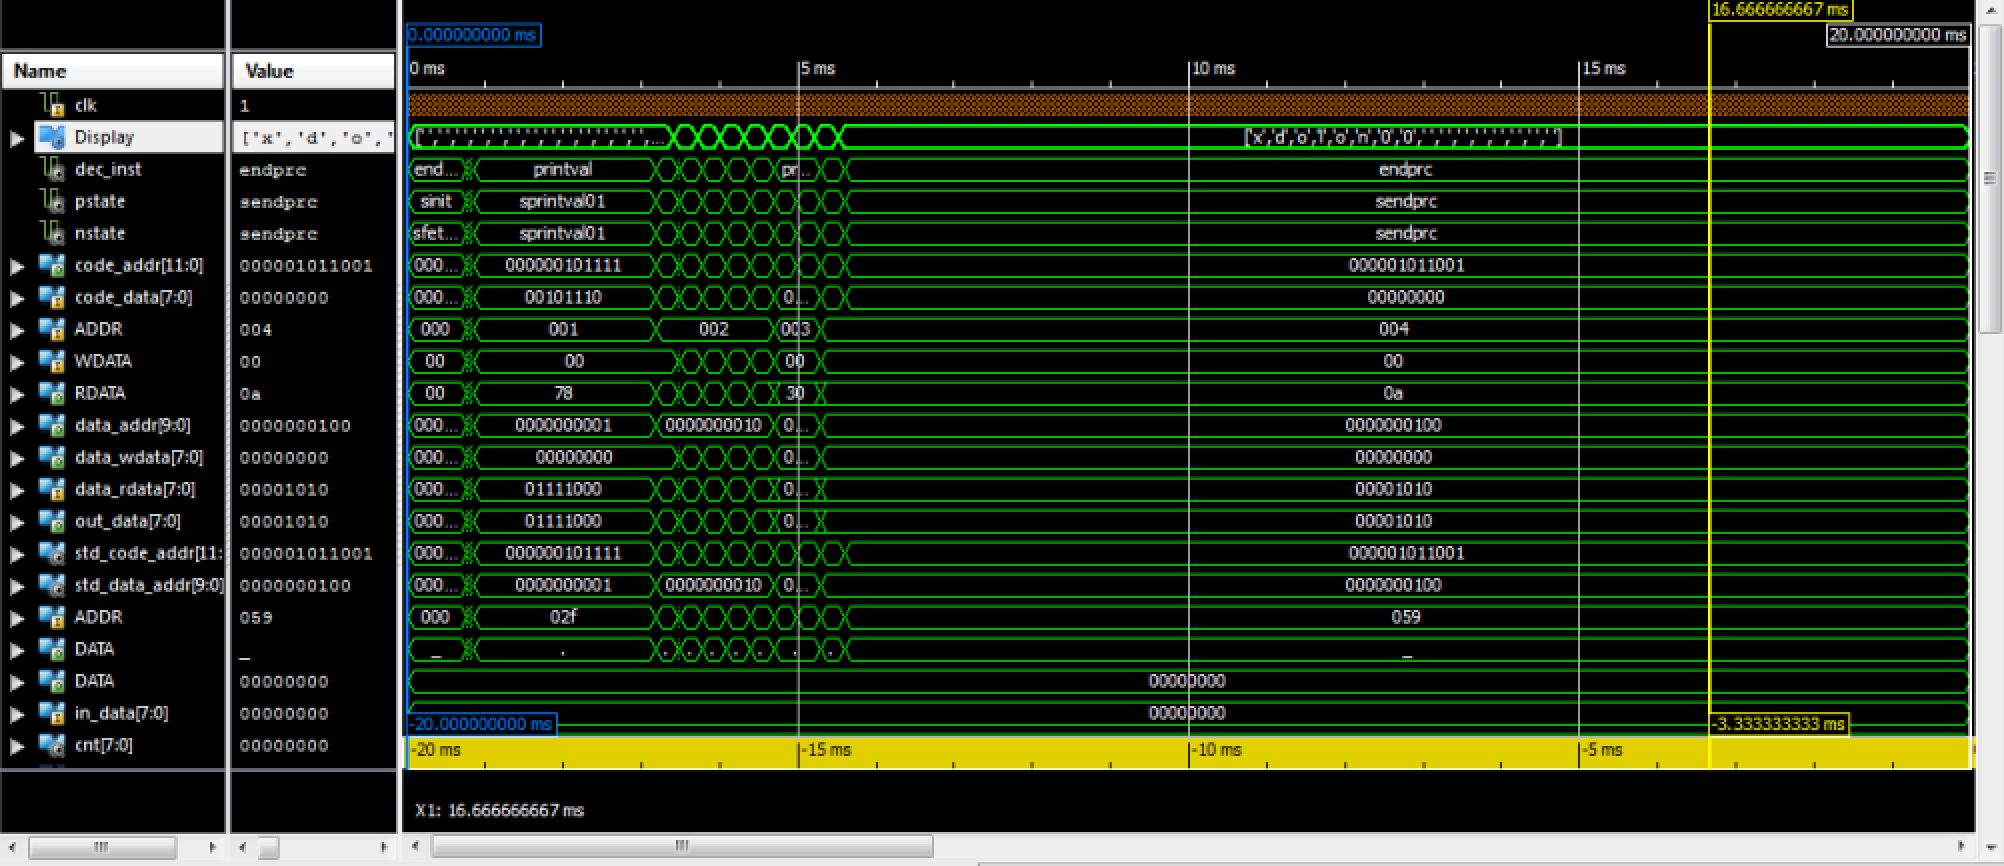 16.666666667 ms
0.000000000 ms
20.000000000 ms
Name Value 0 ms 5 ms 10 ms 15 ms
clk 1
Display ['x','d','o',' ['x','d','o','l','o','n','0','0',' ',' ',' ',' ',' ',' ',' ',' ']
dec_inst endprc end... printval pr... endprc
pstate sendprc sinit sprintval01 sendprc
nstate sendprc sfet... sprintval01 sendprc
code_addr[11:0] 000001011001 000... 000000101111 000001011001
code_data[7:0] 00000000 000... 00101110 0... 00000000
ADDR 004 000 001 002 003 004
WDATA 00 00 00 00 00
RDATA 0a 00 78 30 0a
data_addr[9:0] 0000000100 000... 0000000001 0000000010 0... 0000000100
data_wdata[7:0] 00000000 000... 00000000 0... 00000000
data_rdata[7:0] 00001010 000... 01111000 0... 00001010
out_data[7:0] 00001010 000... 01111000 0... 00001010
std_code_addr[11: 000001011001 000... 000000101111 000001011001
std_data_addr[9:0] 0000000100 000... 0000000001 0000000010 0... 0000000100
ADDR 059 000 02f 059
DATA _ _ . . . . . . . . _
DATA 00000000 00000000
in_data[7:0] 00000000 00000000
-20.000000000 ms -3.333333333 ms
cnt[7:0] 00000000 -20 ms -15 ms -10 ms -5 ms
X1: 16.666666667 ms